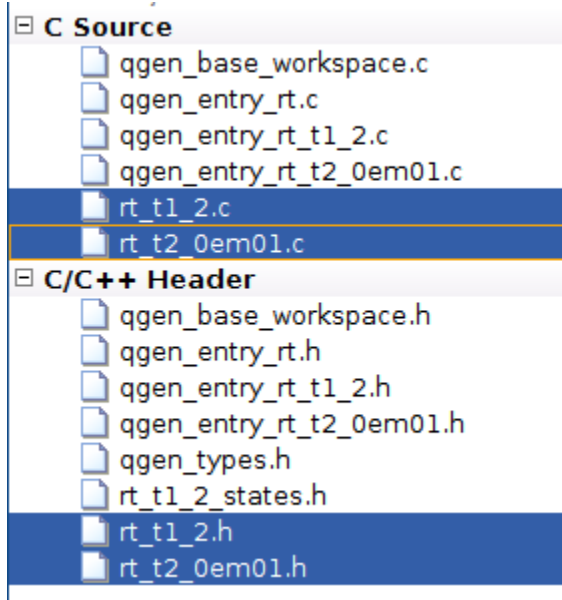 C Source
qgen_base_workspace.c
qgen_entry_rt.c
qgen_entry_rt_t1_2.c
qgen_entry_rt_t2_0em01.c
rt_t1_2.c
rt_t2_0em01.c
C/C++ Header
qgen_base_workspace.h
qgen_entry_rt.h
qgen_entry_rt_t1_2.h
qgen_entry_rt_t2_0em01.h
qgen_types.h
rt_t1_2_states.h
rt_t1_2.h
rt_t2_0em01.h